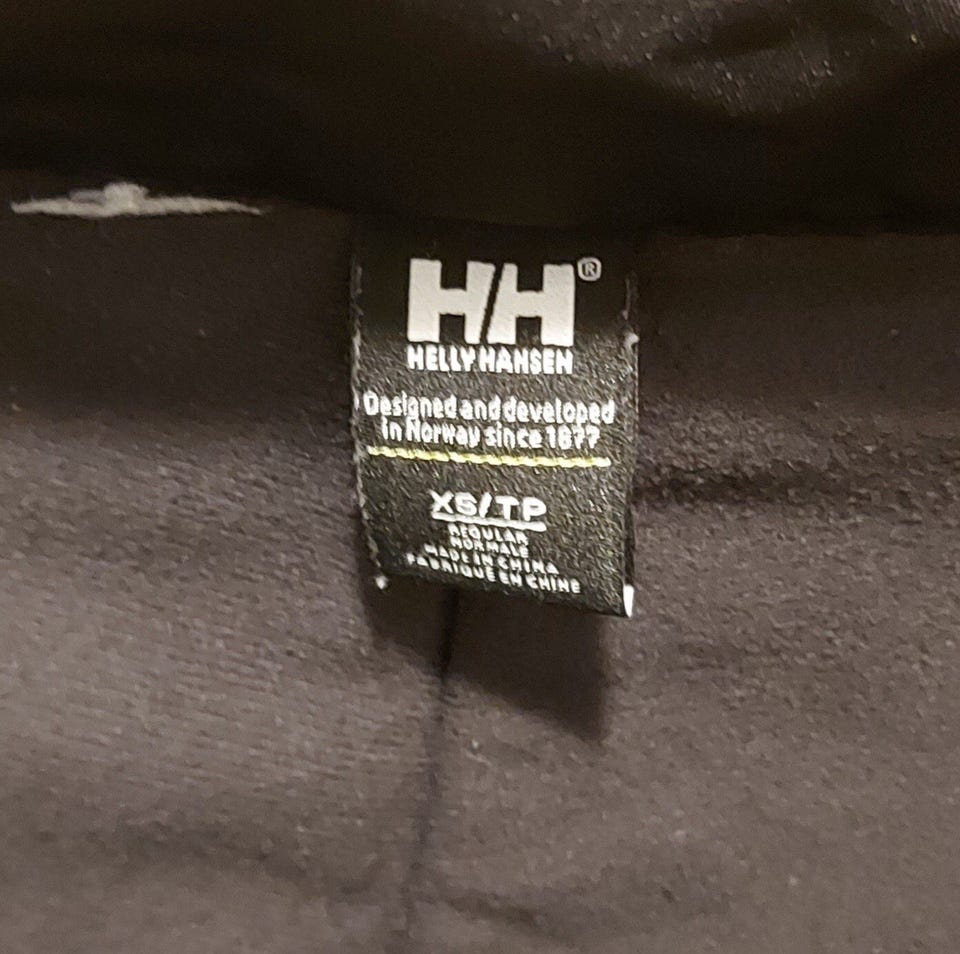 HH®
HELLY HANSEN
Designed and developed
in Norway since 1877
XS/TP
REGULAR
NORMALE
MADE IN CHINA
FABRIQUE EN CHINE